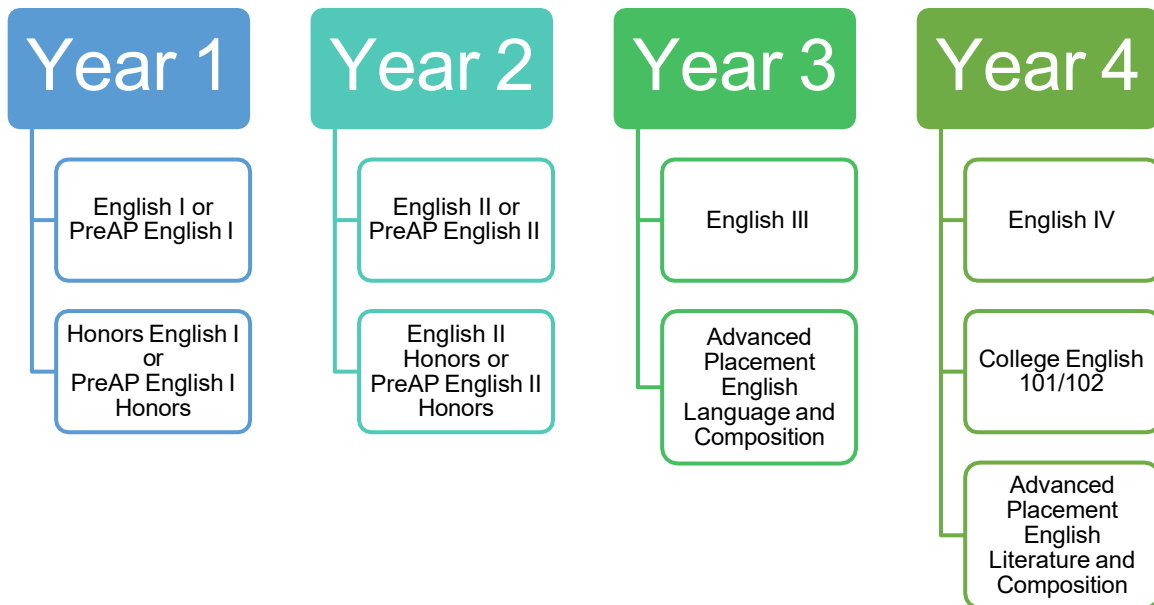 Year 1
English I or
PreAP English I
Honors English I
or
PreAP English I
Honors
Year 2
English II or
PreAP English II
English II
Honors or
PreAP English II
Honors
Year 3
English III
Advanced
Placement
English
Language and
Composition
Year 4
English IV
College English
101/102
Advanced
Placement
English
Literature and
Composition